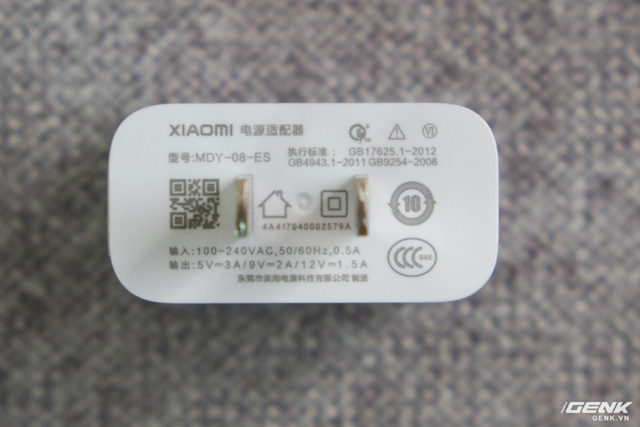 XIAOMI 电源适配器
型号:MDY-08-ES
执行标准: GB17625.1-2012
GB4943.1-2011 GB9254-2008
10
4A417040002579A
输入:100-240VAC,50/60Hz,0.5A
输出:5V=3A/9V=2A/12V=1.5A
东莞市奥海电源科技有限公司 制造
GENK
GENK.VN